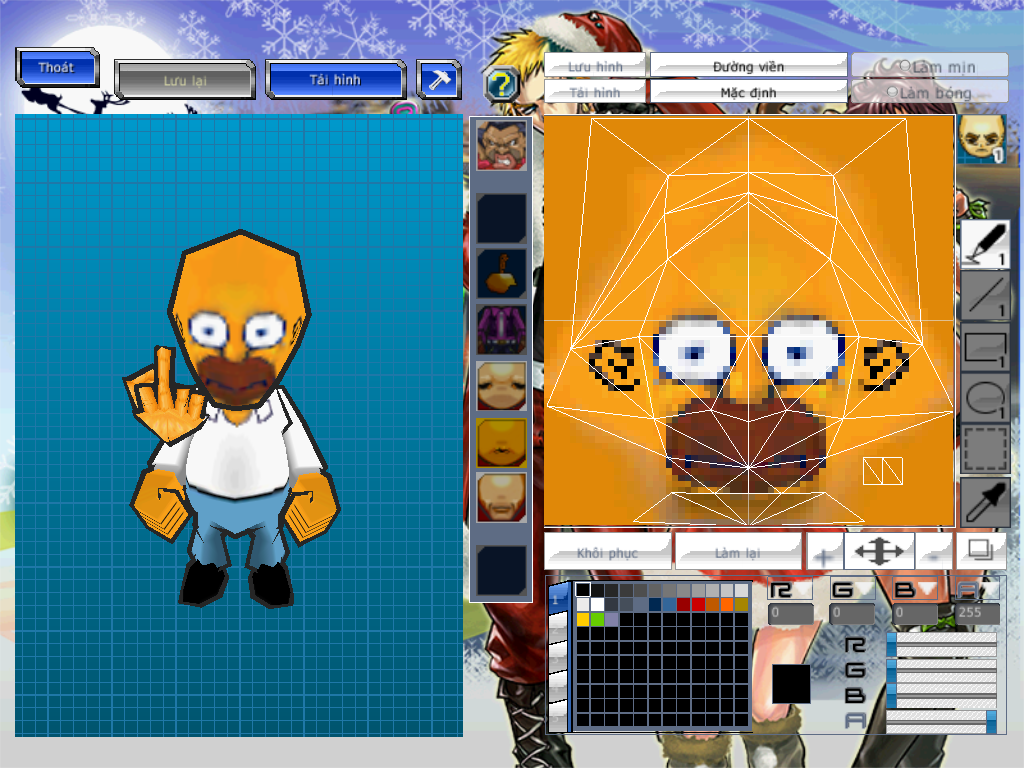 Thoát
Lưu lại
Tải hình
?
Lưu hình
Đường viền
Làm mịn
Tải hình
Mặc định
Làm bóng
1
1
1
1
1
Khôi phục
Làm lại
1
R
G
B
A
0
0
0
255
R
G
B
A